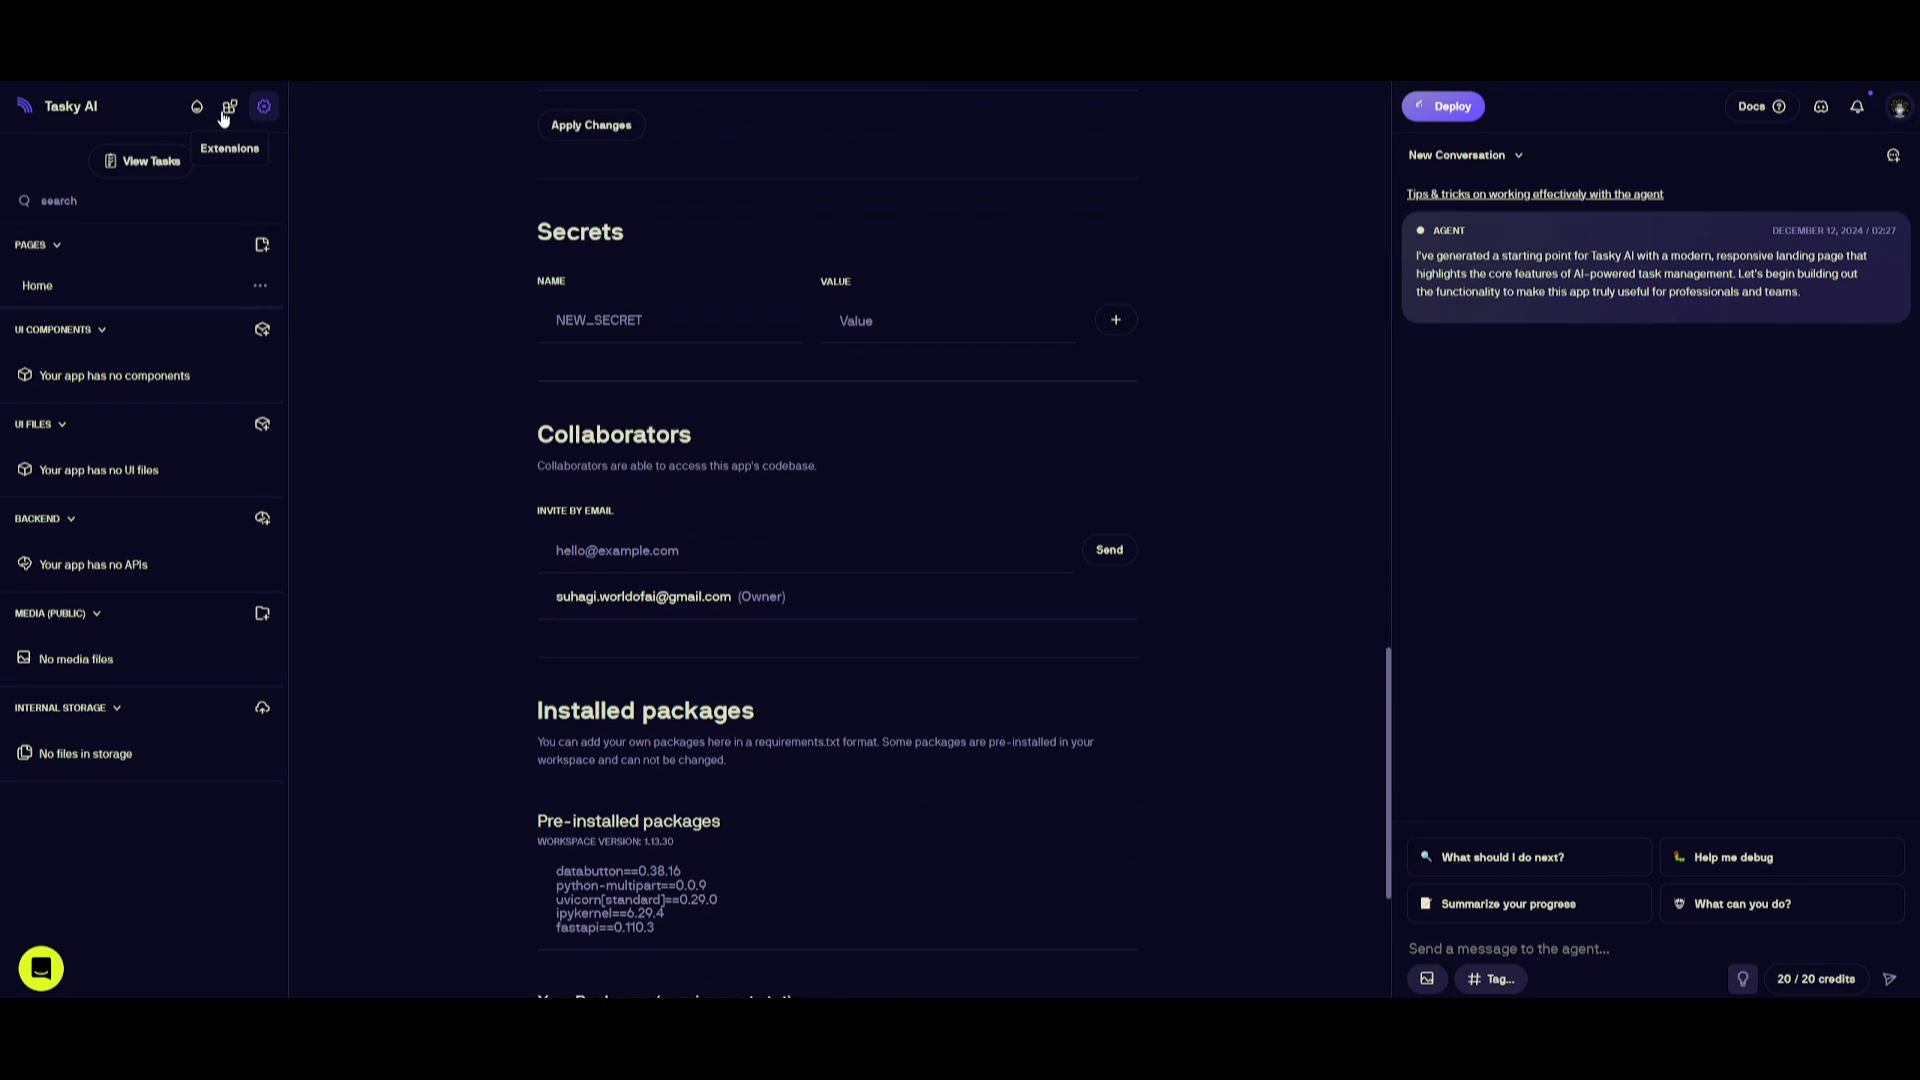 Tasky AI
Extensions
View Tasks
search
PAGES
Home
UI COMPONENTS
Your app has no components
UI FILES
Your app has no UI files
BACKEND
Your app has no APIs
MEDIA (PUBLIC)
No media files
INTERNAL STORAGE
No files in storage
Apply Changes
Secrets
NAME
VALUE
NEW_SECRET
Value
Collaborators
Collaborators are able to access this app's codebase.
INVITE BY EMAIL
hello@example.com
Send
suhagi.worldofai@gmail.com (Owner)
Installed packages
You can add your own packages here in a requirements.txt format. Some packages are pre-installed in your
workspace and can not be changed.
Pre-installed packages
WORKSPACE VERSION: 1.13.30
databutton==0.38.16
python-multipart==0.0.9
uvicorn[standard]==0.29.0
ipykernel==6.29.4
fastapi==0.110.3
Deploy
Docs
New Conversation
Tips & tricks on working effectively with the agent
AGENT
DECEMBER 12, 2024 / 02:27
I've generated a starting point for Tasky AI with a modern, responsive landing page that
highlights the core features of AI-powered task management. Let's begin building out
the functionality to make this app truly useful for professionals and teams.
What should I do next?
Help me debug
Summarize your progress
What can you do?
Send a message to the agent...
# Tag...
20 / 20 credits